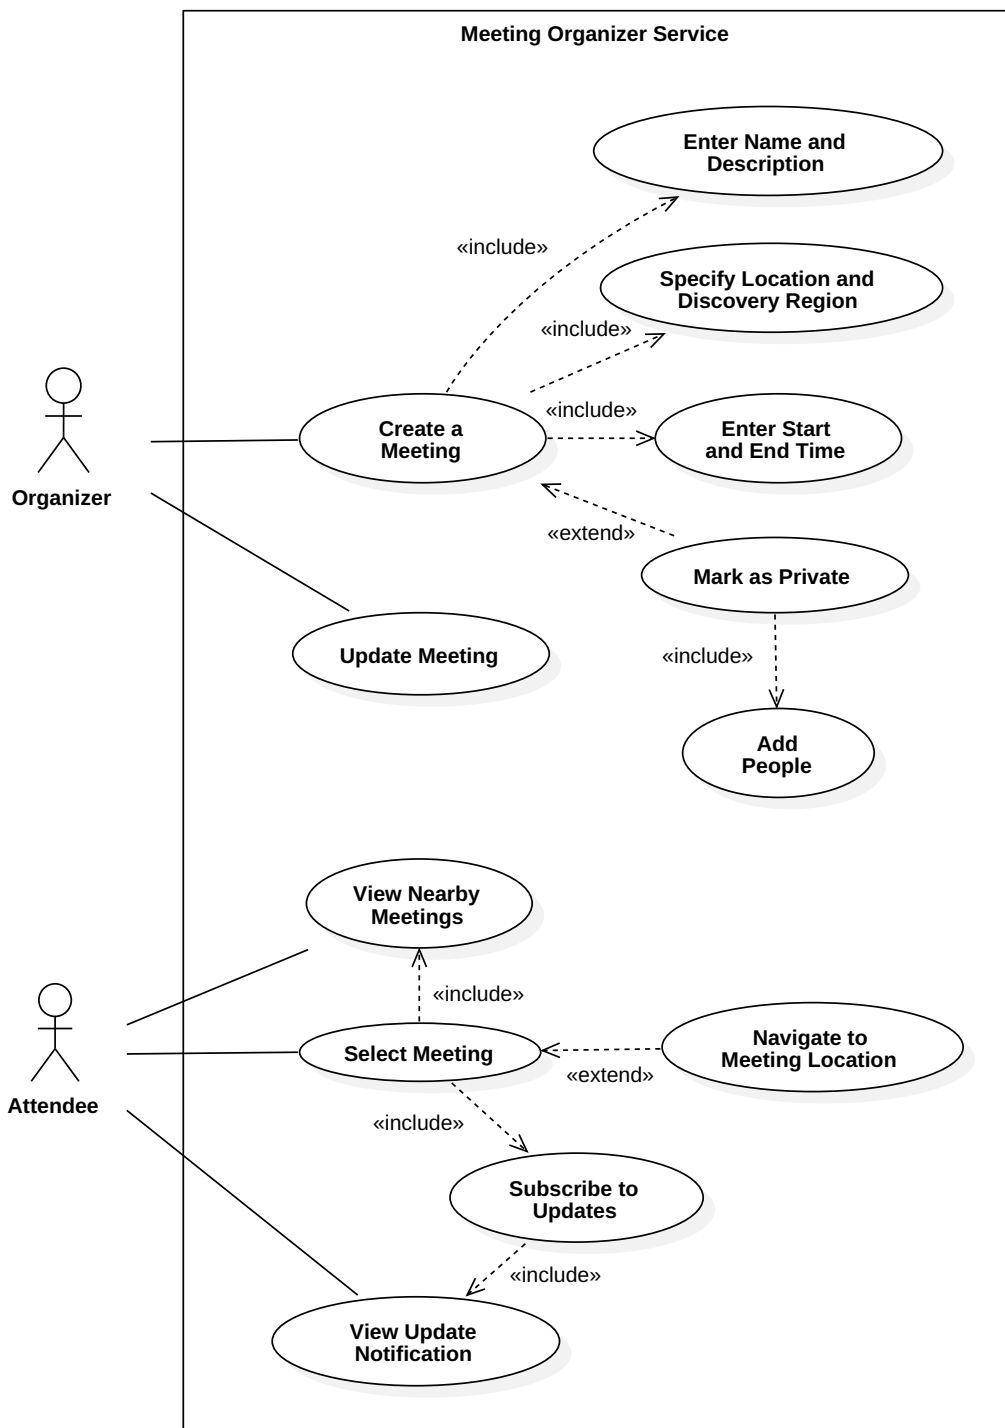 Meeting Organizer Service
Enter Name and
Description
«include»
Specify Location and
Discovery Region
«include»
Create a
Meeting
«include»
Enter Start
and End Time
Organizer
«extend»
Mark as Private
Update Meeting
«include»
Add
People
View Nearby
Meetings
«include»
Select Meeting
Navigate to
Meeting Location
«extend»
Attendee
«include»
Subscribe to
Updates
«include»
View Update
Notification